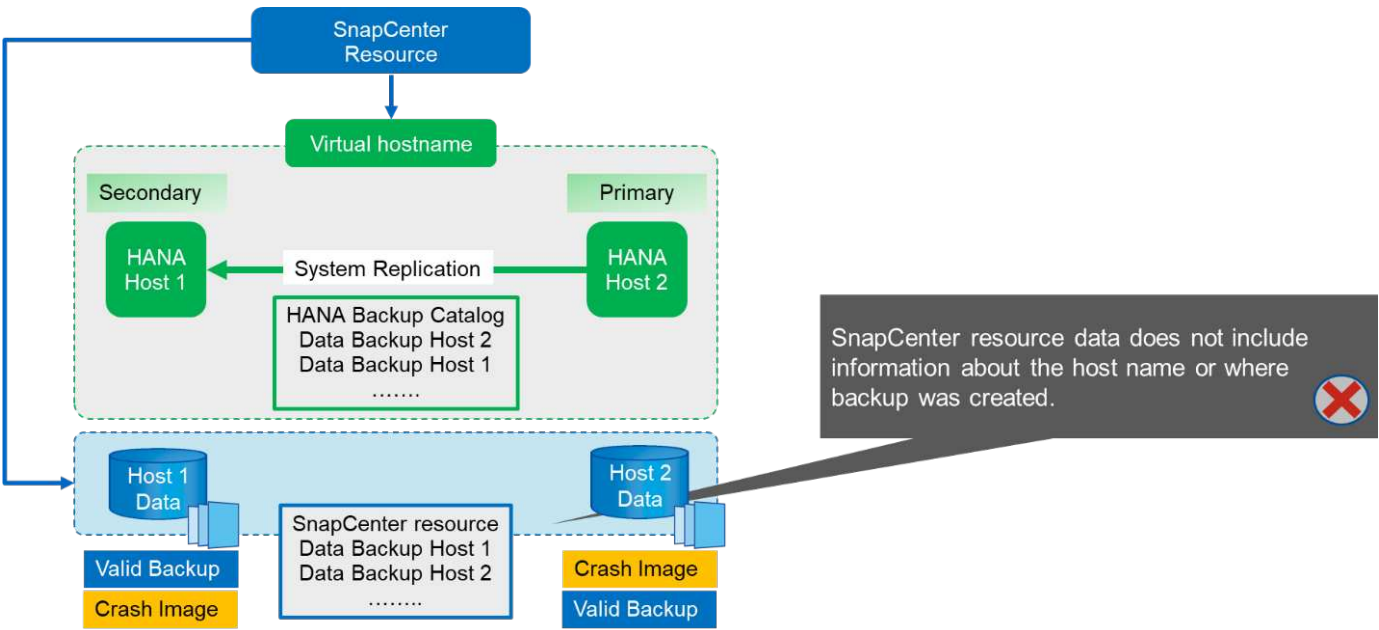 SnapCenter
Resource
Virtual hostname
Secondary
Primary
HANA
Host 1
System Replication
HANA
Host 2
HANA Backup Catalog
Data Backup Host 2
Data Backup Host 1
.......
SnapCenter resource data does not include
information about the host name or where
backup was created.
Host 1
Data
Host 2
Data
SnapCenter resource
Data Backup Host 1
Data Backup Host 2
........
Valid Backup
Crash Image
Crash Image
Valid Backup